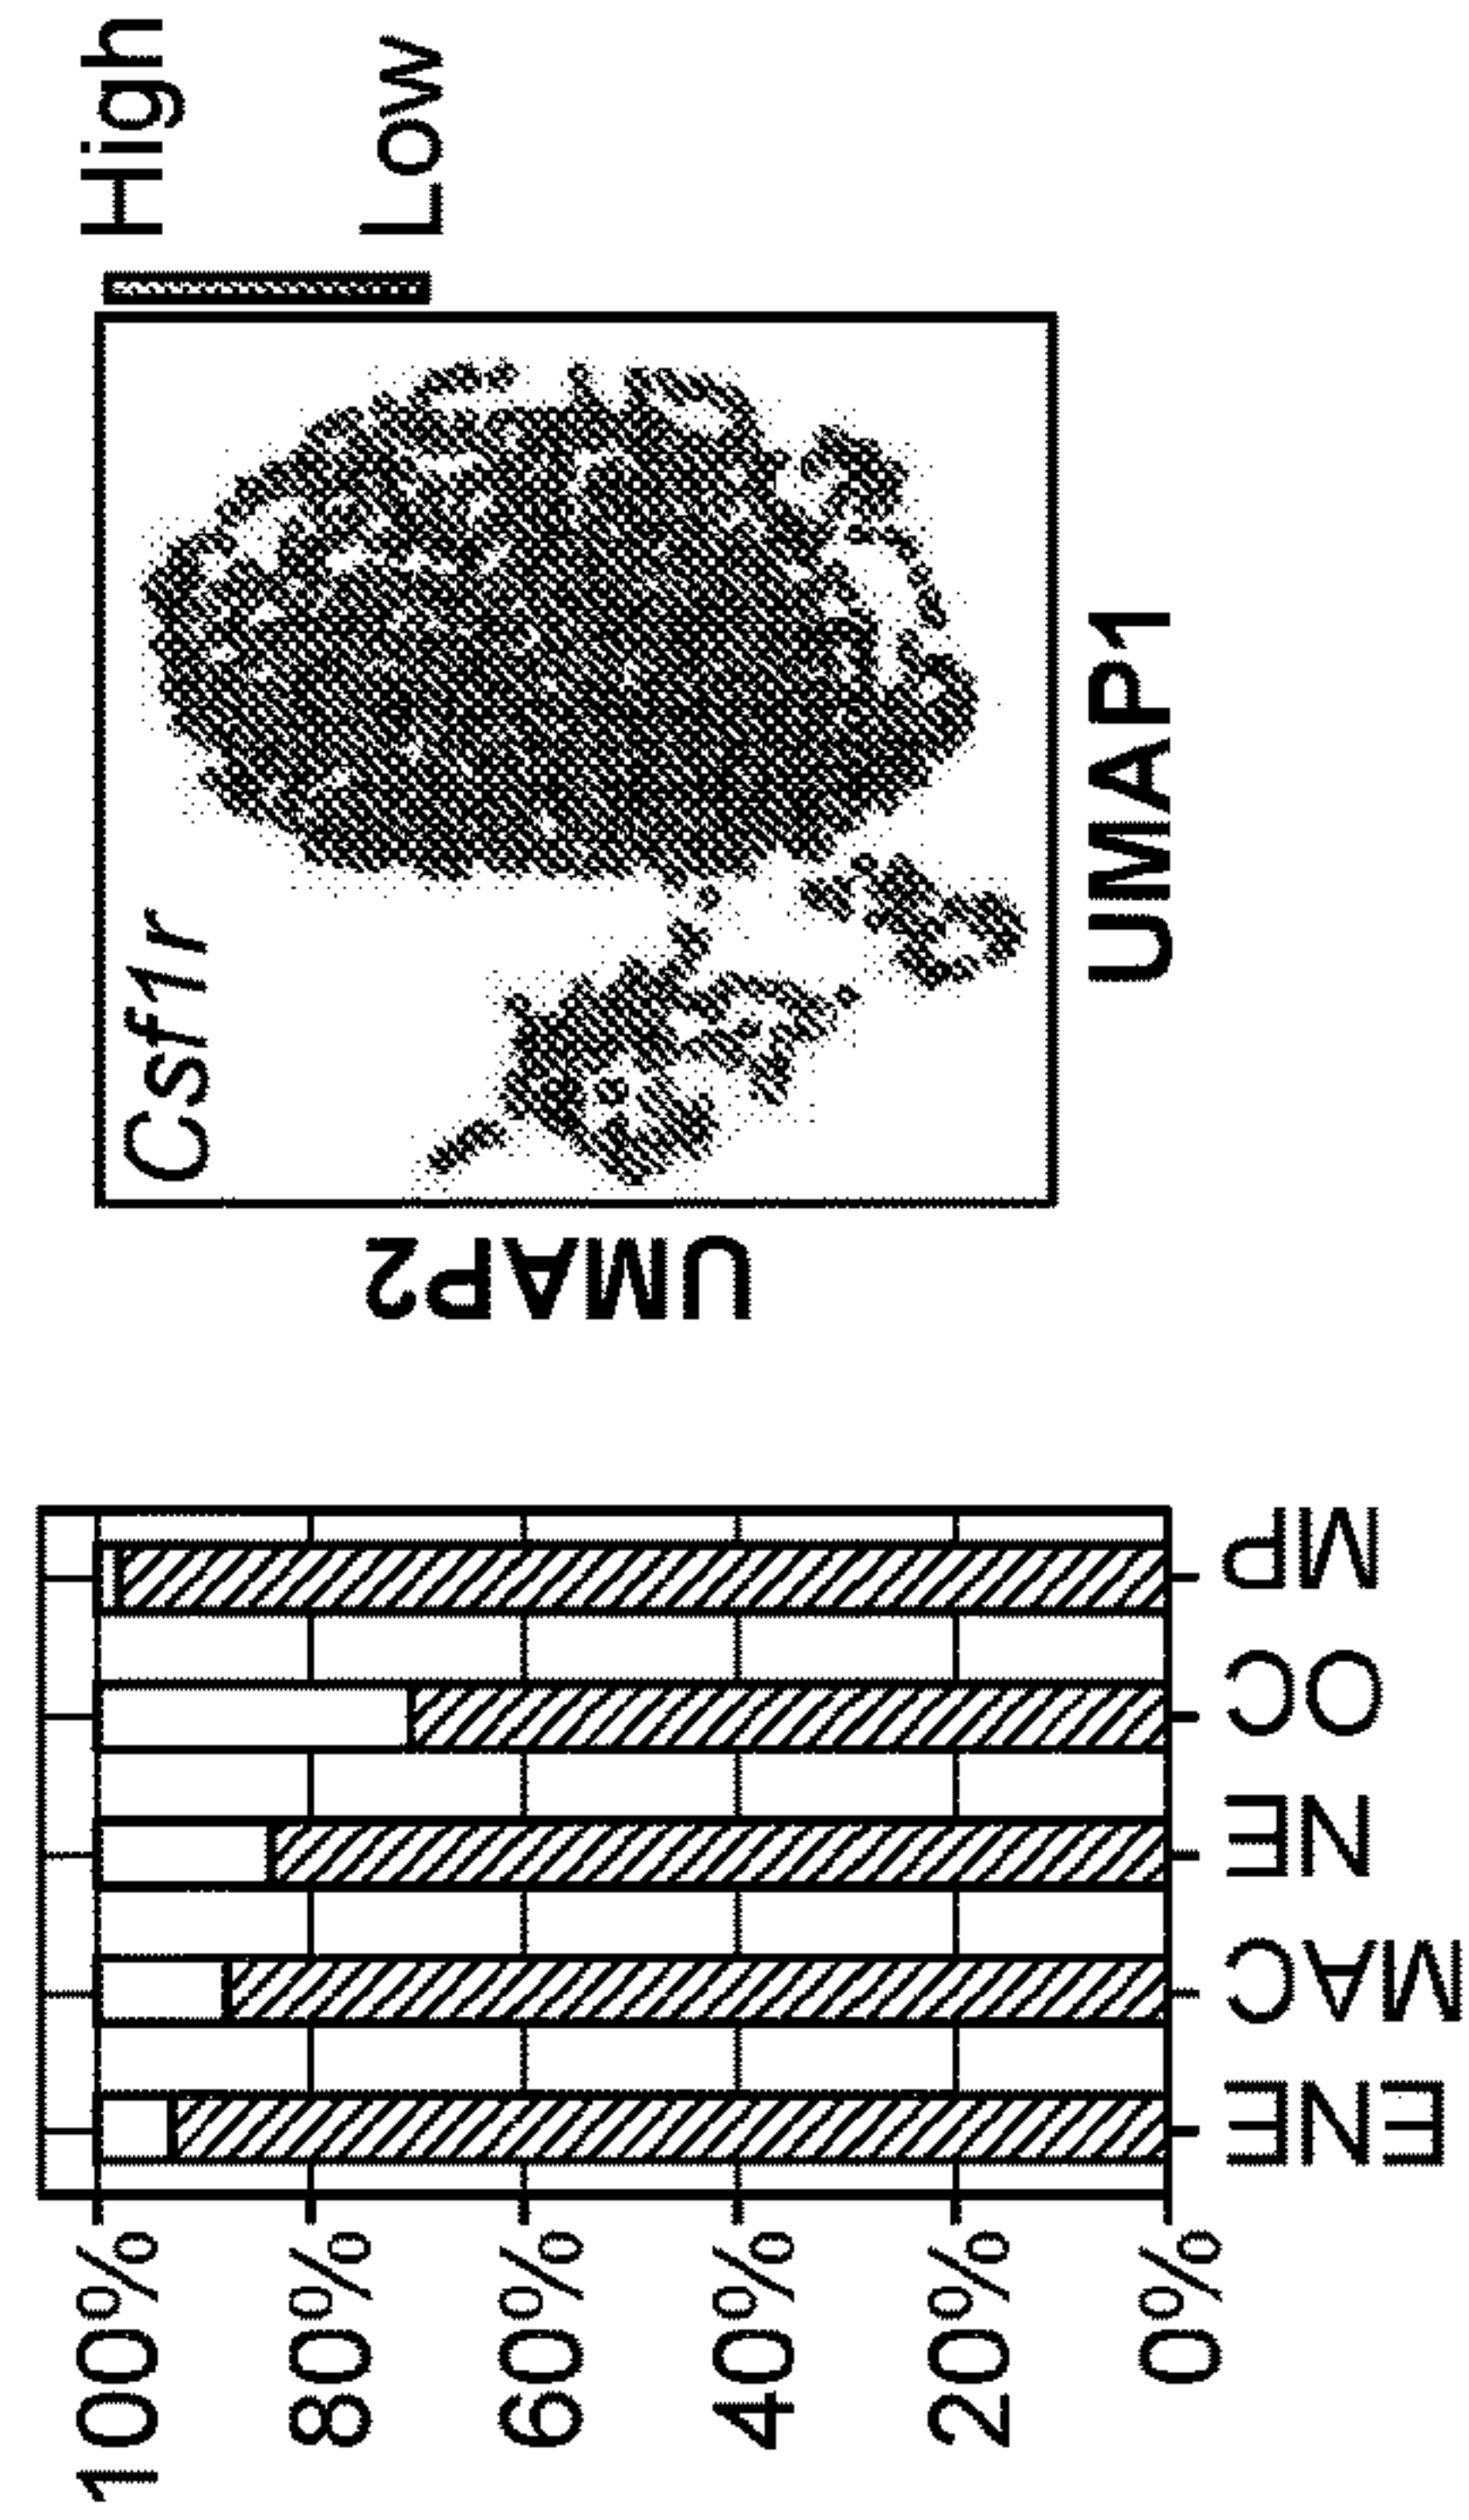 100%
80%
60%
40%
20%
0%
ENE
MAC
NE
OC
MP
Csf1r
UMAP2
UMAP1
High
Low